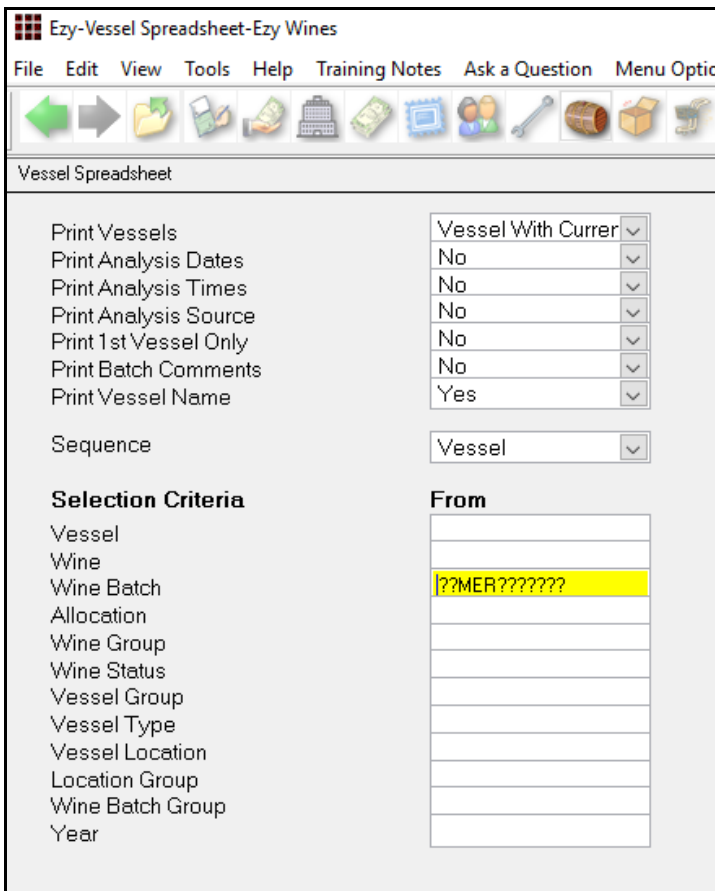 Ezy-Vessel Spreadsheet-Ezy Wines
File Edit View Tools Help Training Notes Ask a Question Menu Optio
Vessel Spreadsheet
Print Vessels Vessel With Curren
Print Analysis Dates No
Print Analysis Times No
Print Analysis Source No
Print 1st Vessel Only No
Print Batch Comments No
Print Vessel Name Yes
Sequence Vessel
Selection Criteria From
Vessel
Wine
Wine Batch ??MER???????
Allocation
Wine Group
Wine Status
Vessel Group
Vessel Type
Vessel Location
Location Group
Wine Batch Group
Year